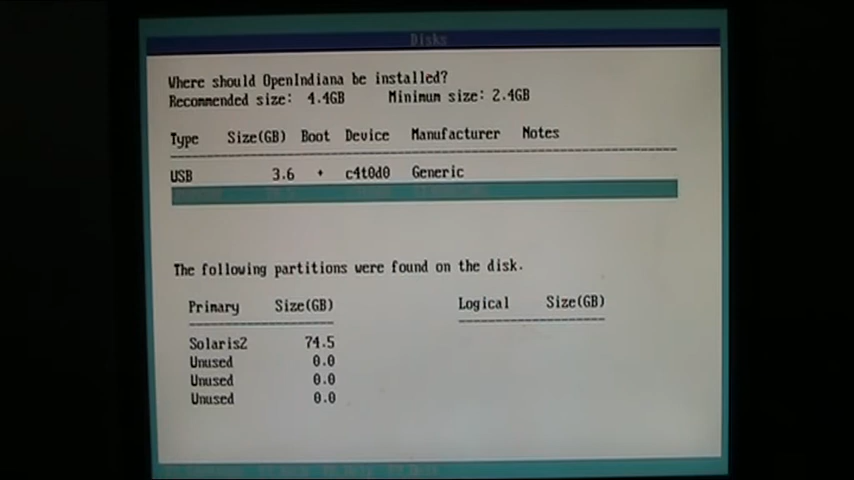 Disks
Where should OpenIndiana be installed?
Recommended size: 4.4GB Minimum size: 2.4GB
Type Size(GB) Boot Device Manufacturer Notes
USB 3.6 + c4t0d0 Generic
The following partitions were found on the disk.
Primary Size(GB) Logical Size(GB)
Solaris2 74.5
Unused 0.0
Unused 0.0
Unused 0.0